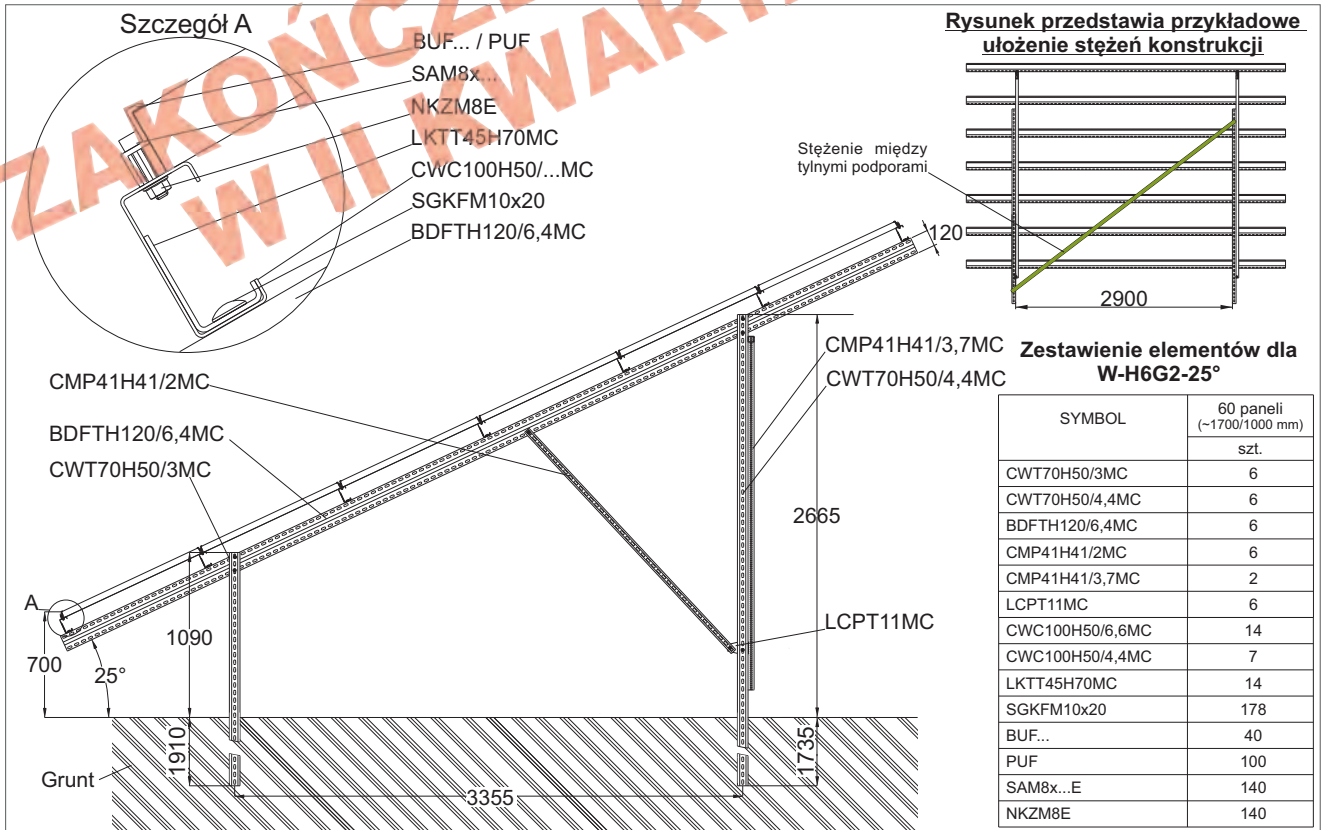 ZAKOŃCZE
W II KWART
Szczegół A
BUF... / PUF
SAM8x...
NKZM8E
LKTT45H70MC
CWC100H50/...MC
SGKFM10x20
BDFTH120/6,4MC
Rysunek przedstawia przykładowe
ułożenie stężeń konstrukcji
Stężenie między
tylnymi podporami
2900
120
CMP41H41/3,7MC
CWT70H50/4,4MC
CMP41H41/2MC
BDFTH120/6,4MC
CWT70H50/3MC
2665
A
1090
700
25°
LCPT11MC
1910
1735
Grunt
3355
Zestawienie elementów dla
W-H6G2-25°
SYMBOL
60 paneli
(~1700/1000 mm)
szt.
CWT70H50/3MC 6
CWT70H50/4,4MC 6
BDFTH120/6,4MC 6
CMP41H41/2MC 6
CMP41H41/3,7MC 2
LCPT11MC 6
CWC100H50/6,6MC 14
CWC100H50/4,4MC 7
LKTT45H70MC 14
SGKFM10x20 178
BUF... 40
PUF 100
SAM8x...E 140
NKZM8E 140